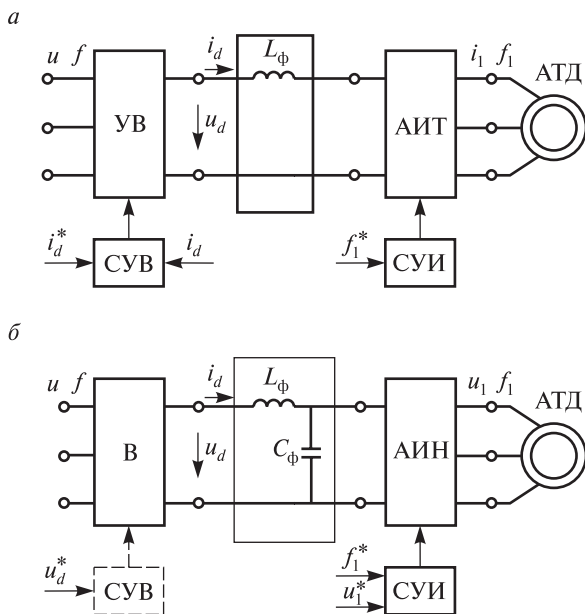 а
u f i_d L_ф i_1 f_1 АТД
УВ u_d АИТ
i_d^* СУВ i_d f_1^* СУИ
б
u f i_d L_ф u_1 f_1 АТД
В u_d C_ф АИН
u_d^* СУВ f_1^* u_1^* СУИ